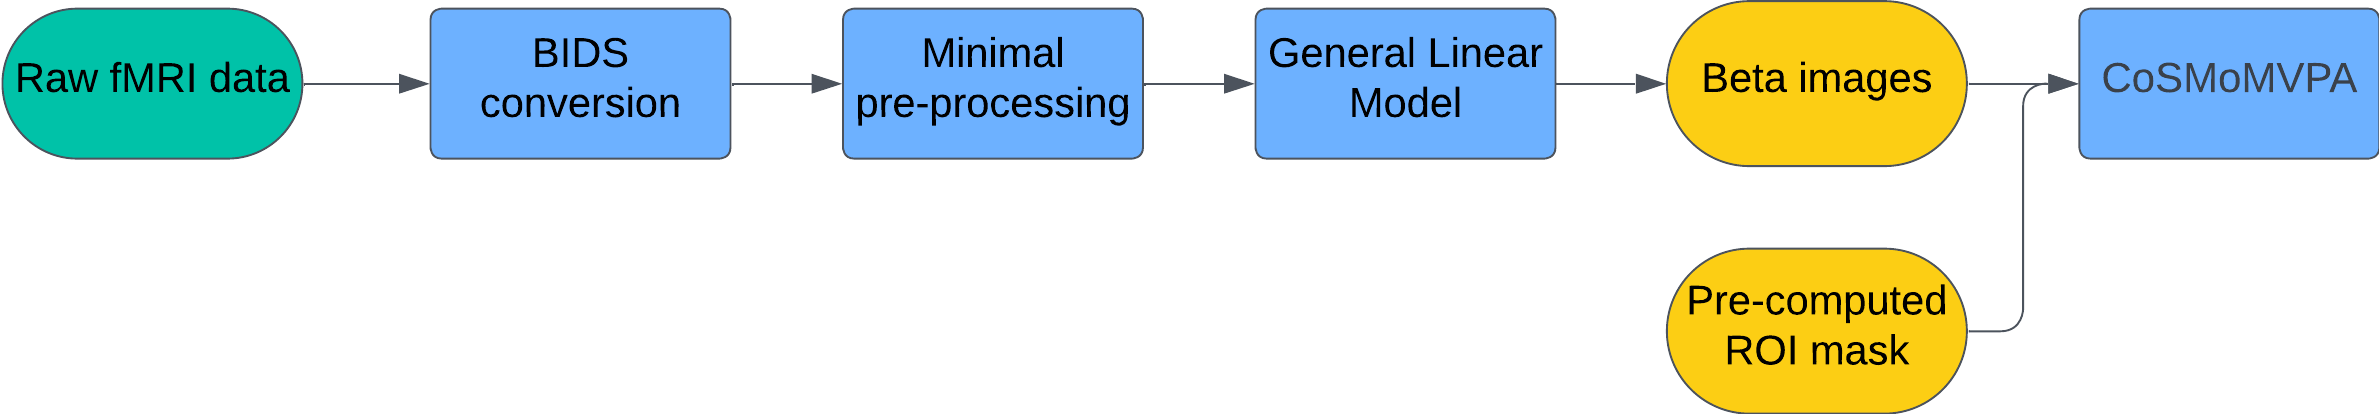 Raw fMRI data
BIDS
conversion
Minimal
pre-processing
General Linear
Model
Beta images
CoSMoMVPA
Pre-computed
ROI mask